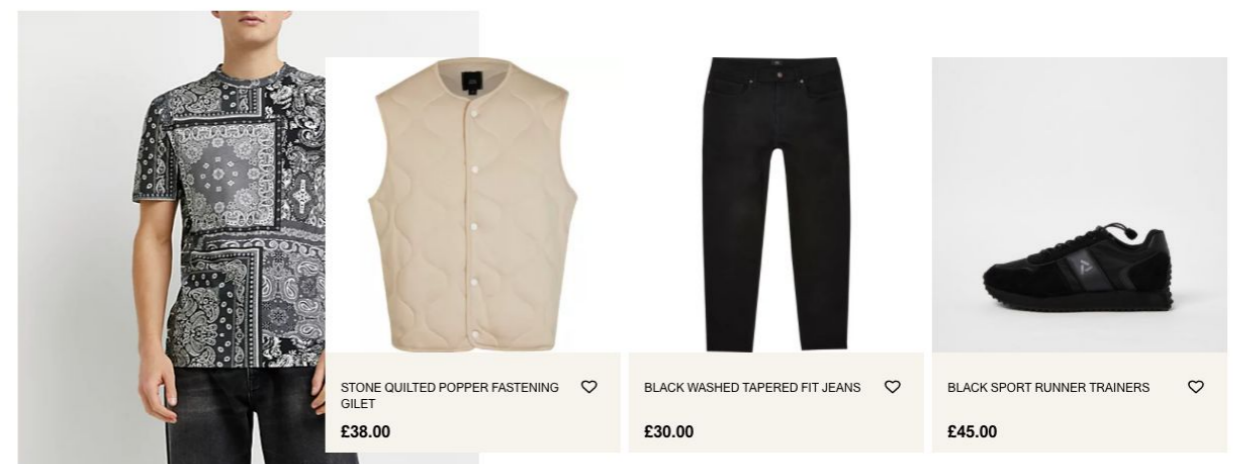 STONE QUILTED POPPER FASTENING
GILET
£38.00
BLACK WASHED TAPERED FIT JEANS
£30.00
BLACK SPORT RUNNER TRAINERS
£45.00